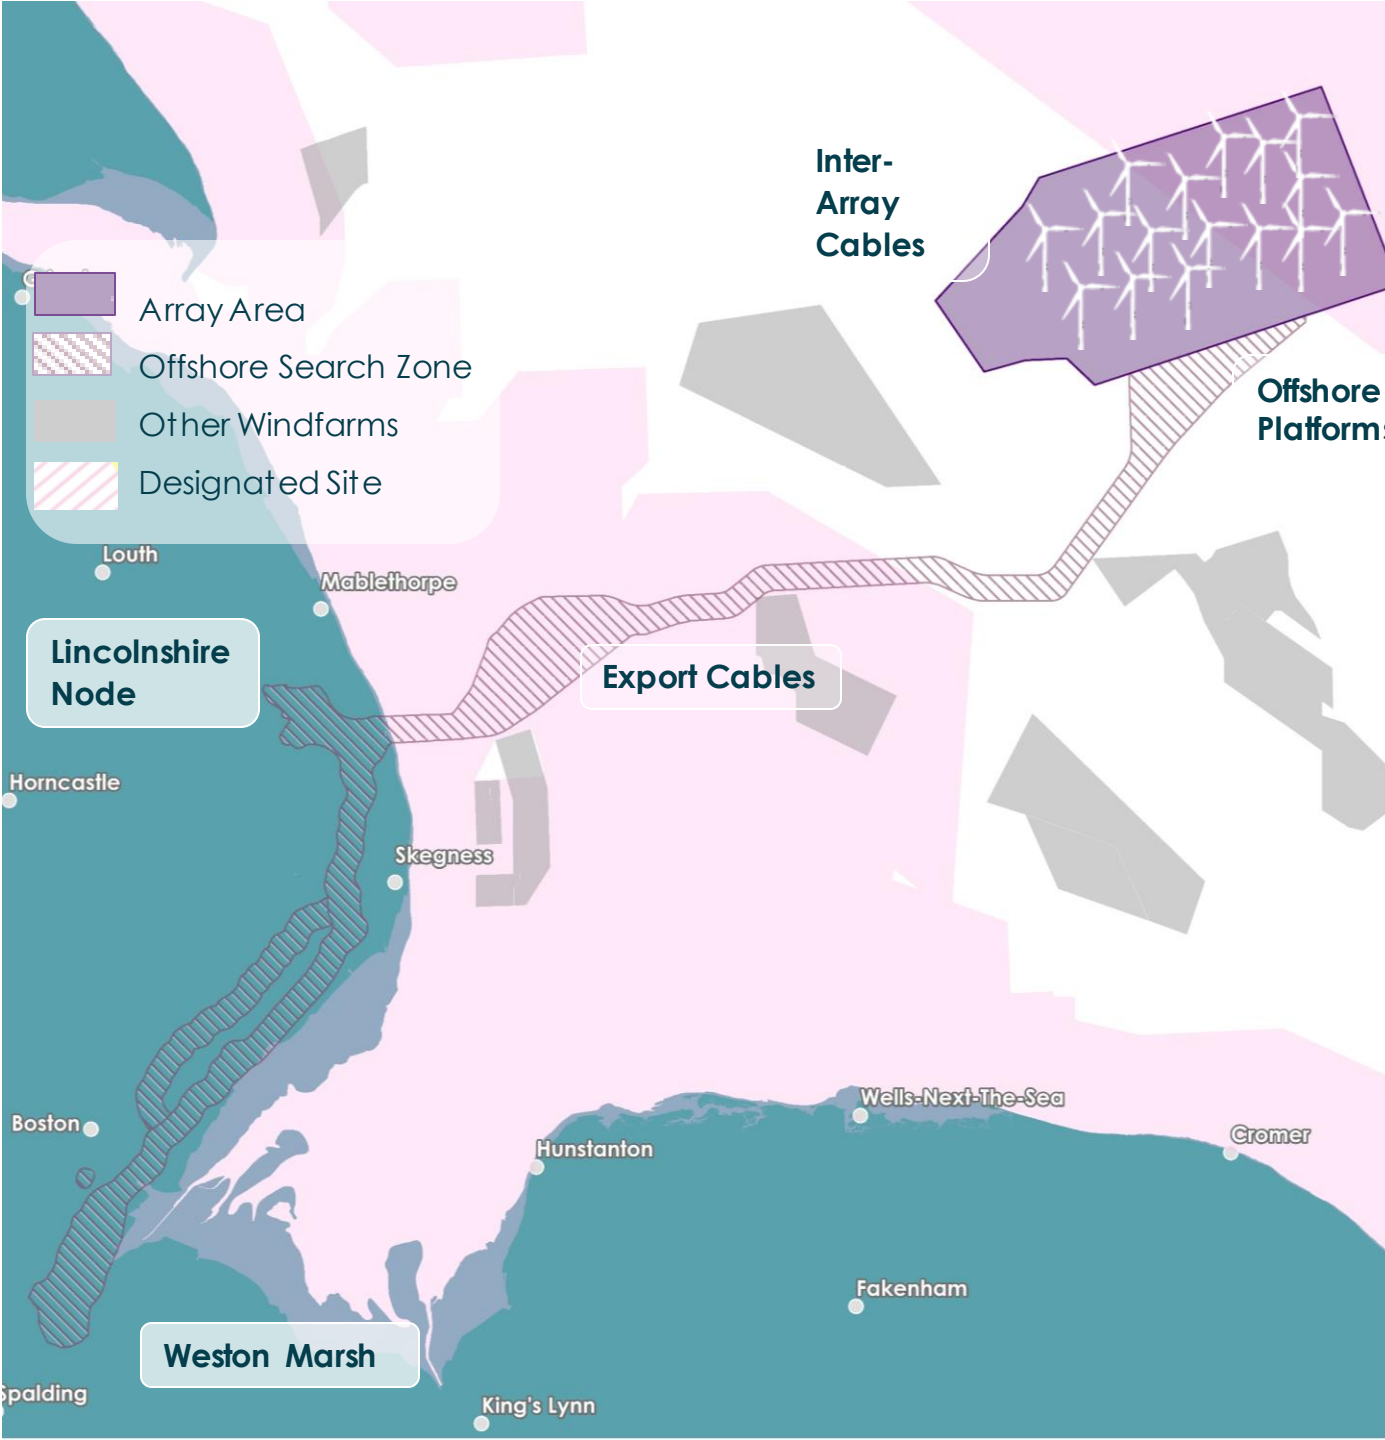 Inter-
Array
Cables
Array Area
Offshore Search Zone
Other Windfarms
Designated Site
Offshore
Platforms
Louth
Mablethorpe
Lincolnshire
Node
Export Cables
Horncastle
Skegness
Wells-Next-The-Sea
Boston
Hunstanton
Cromer
Fakenham
Weston Marsh
Spalding
King's Lynn